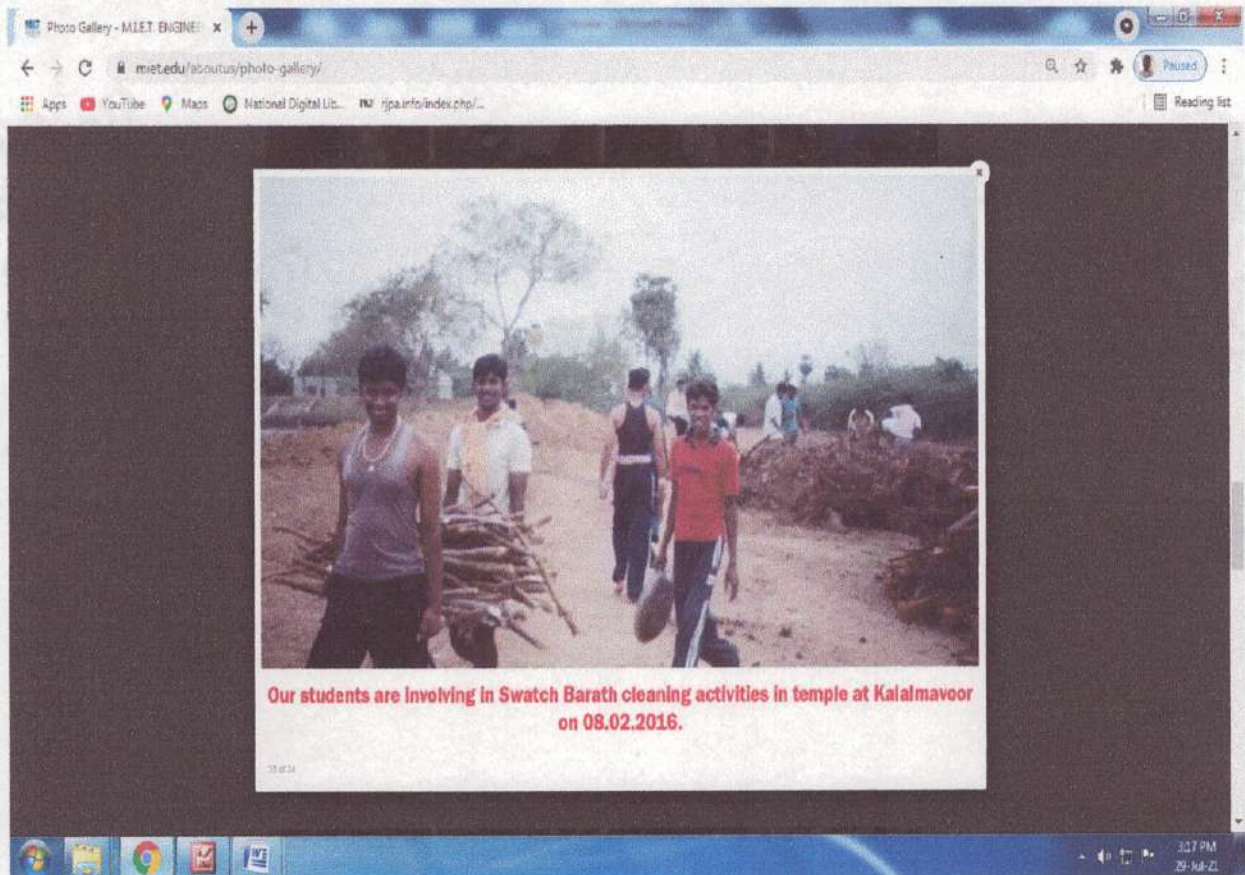 Photo Gallery - M.I.E.T. ENGINE
miet.edu/aboutus/photo-gallery/
Paused
Apps YouTube Maps National Digital Lib... rjpa.info/index.php/...
Reading list
Our students are involving in Swatch Barath cleaning activities in temple at Kalalmavoor
on 08.02.2016.
3:17 PM
29-Jul-21